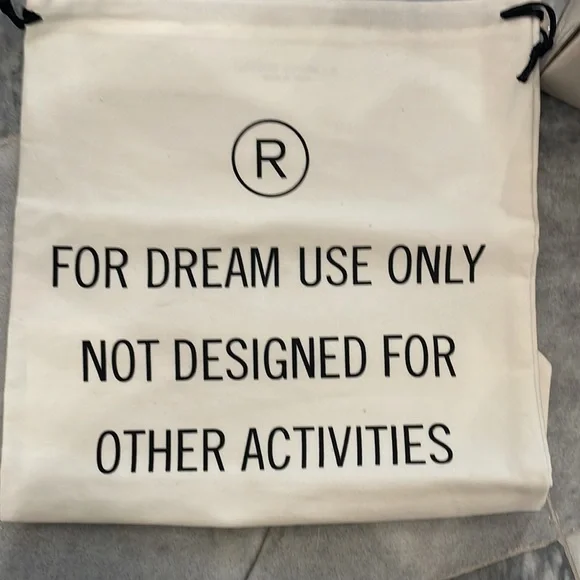 ®
FOR DREAM USE ONLY
NOT DESIGNED FOR
OTHER ACTIVITIES